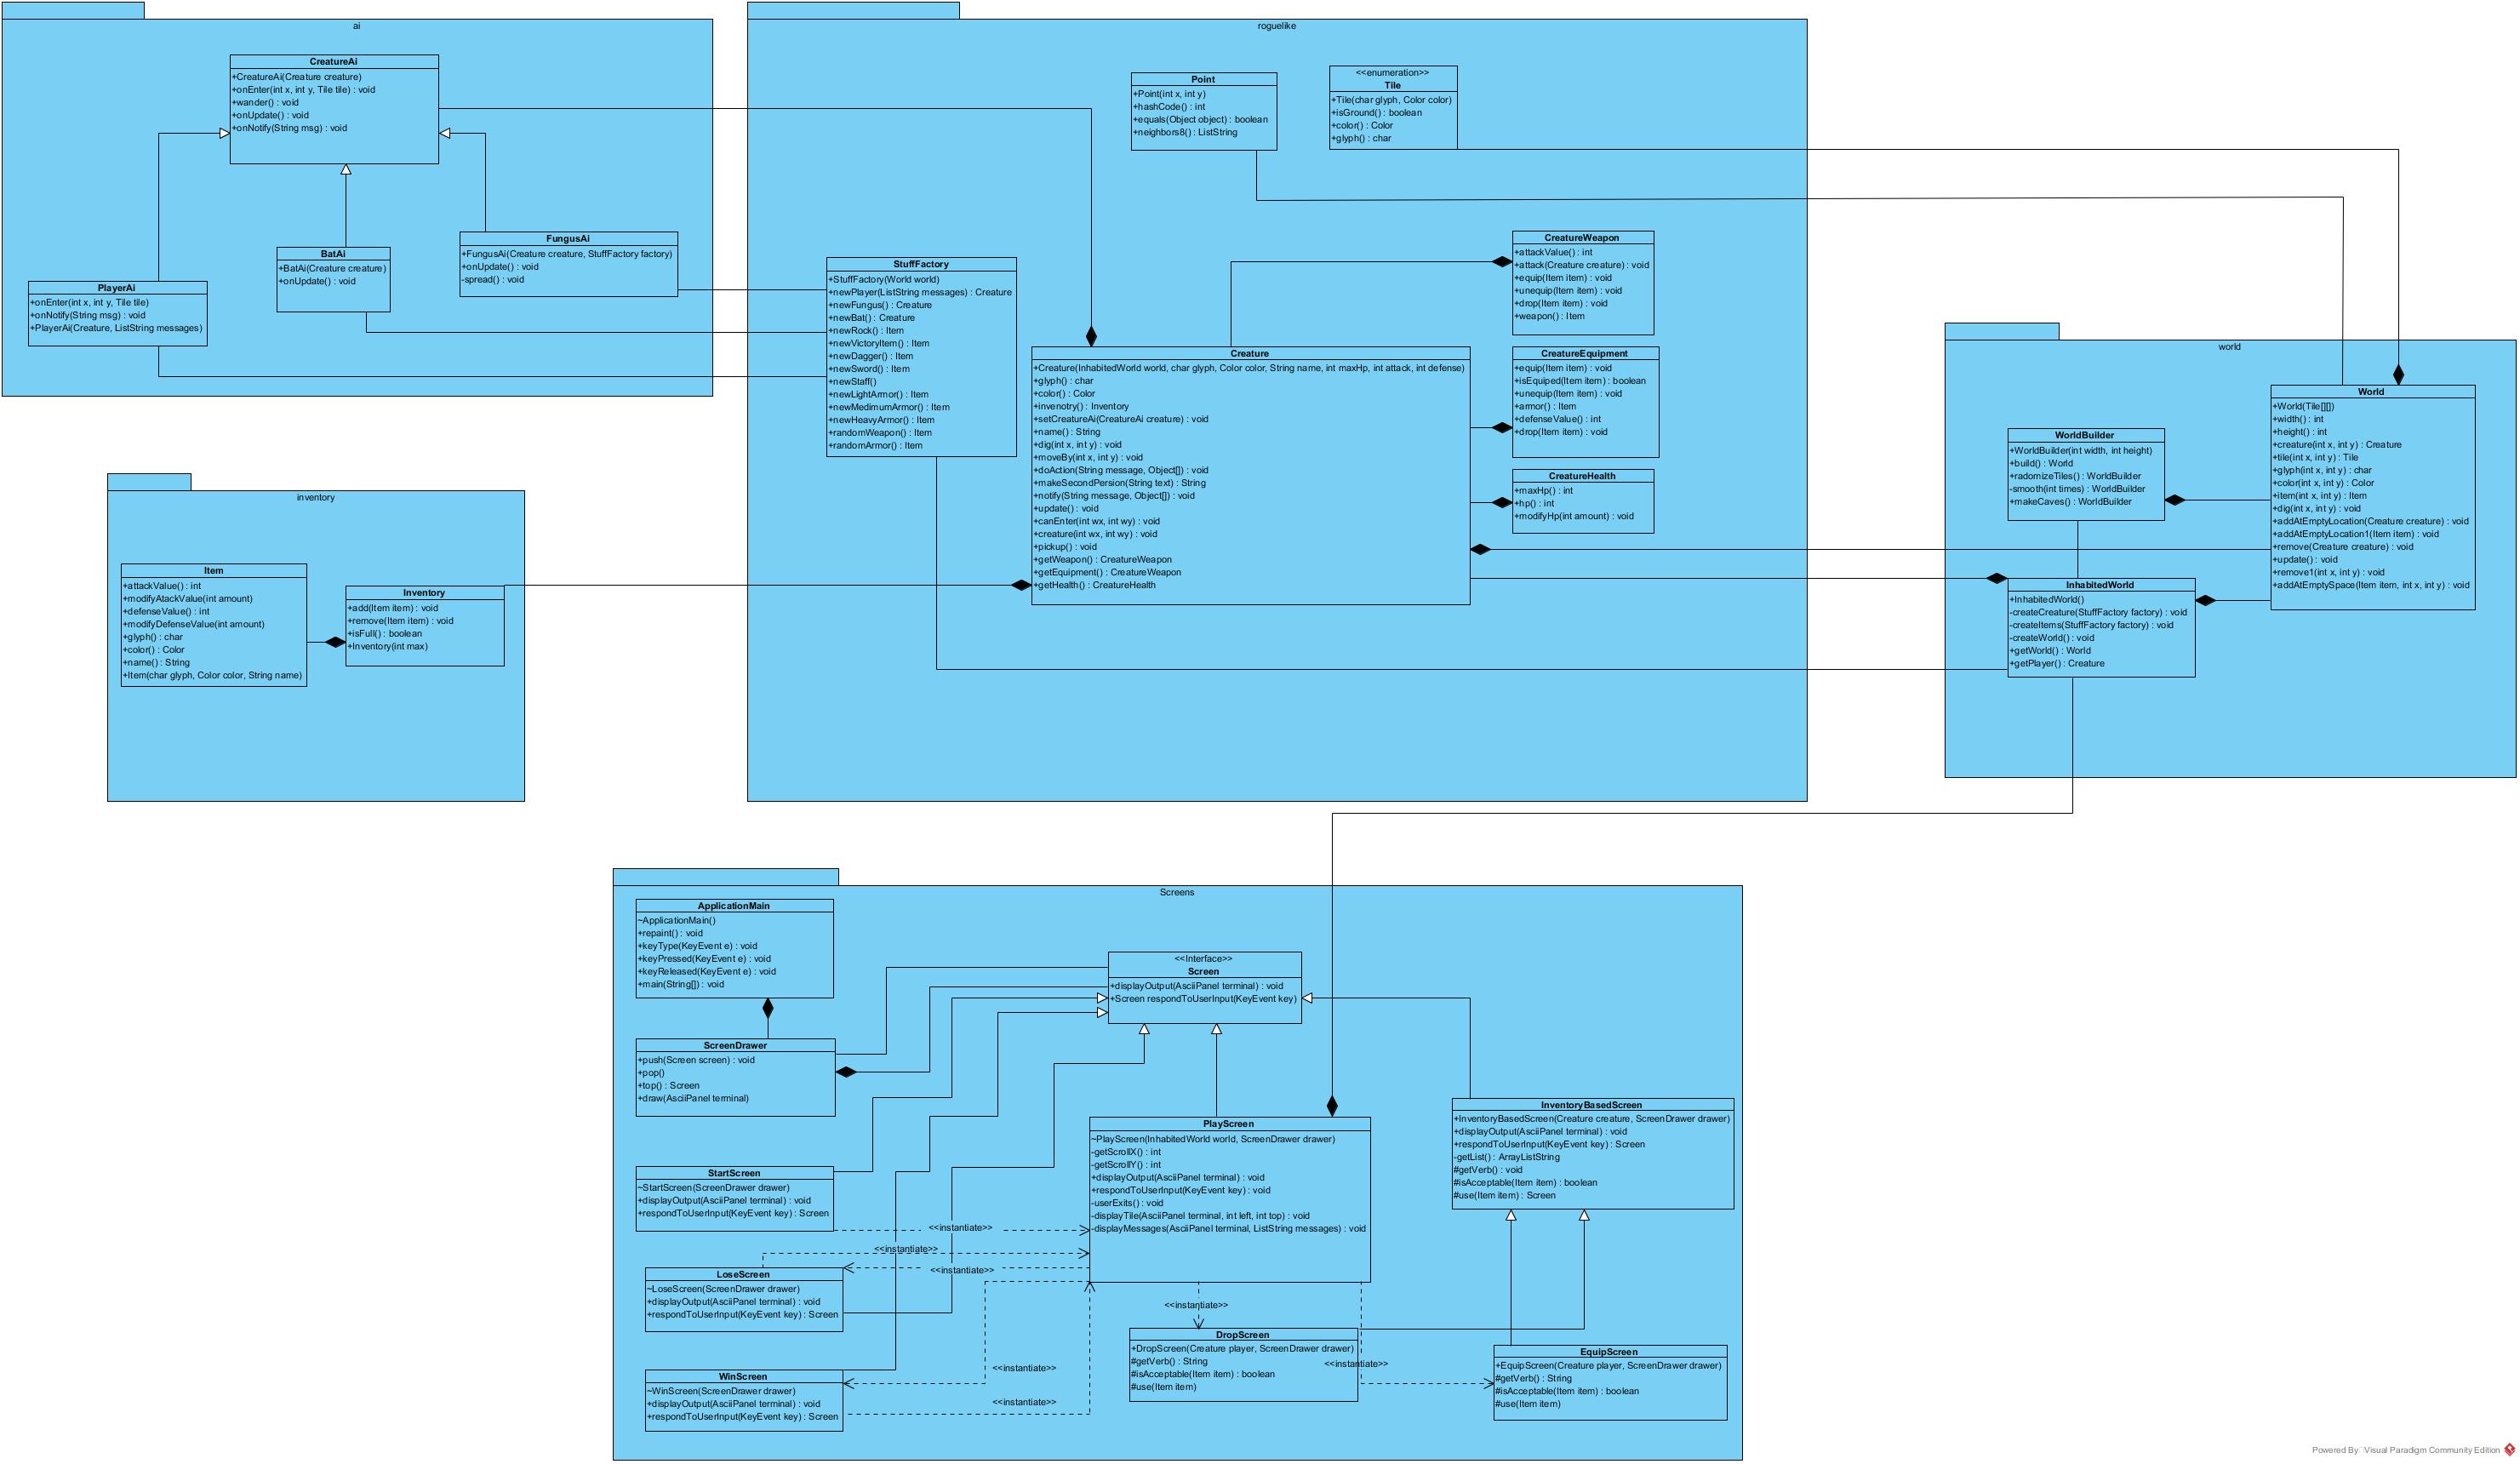 ai
CreatureAi
+CreatureAi(Creature creature)
+onEnter(int x, int y, Tile tile) : void
+wander() : void
+onUpdate() : void
+onNotify(String msg) : void
PlayerAi
+onEnter(int x, int y, Tile tile)
+onNotify(String msg) : void
+PlayerAi(Creature, ListString messages)
BatAi
+BatAi(Creature creature)
+onUpdate() : void
FungusAi
+FungusAi(Creature creature, StuffFactory factory)
+onUpdate() : void
-spread() : void
roguelike
Point
+Point(int x, int y)
+hashCode() : int
+equals(Object object) : boolean
+neighbors8() : ListString
<<enumeration>>
Tile
+Tile(char glyph, Color color)
+isGround() : boolean
+color() : Color
+glyph() : char
StuffFactory
+StuffFactory(World world)
+newPlayer(ListString messages) : Creature
+newFungus() : Creature
+newBat() : Creature
+newRock() : Item
+newVictoryItem() : Item
+newDagger() : Item
+newSword() : Item
+newStaff()
+newLightArmor() : Item
+newMedimumArmor() : Item
+newHeavyArmor() : Item
+randomWeapon() : Item
+randomArmor() : Item
Creature
+Creature(InhabitedWorld world, char glyph, Color color, String name, int maxHp, int attack, int defense)
+glyph() : char
+color() : Color
+invenotry() : Inventory
+setCreatureAi(CreatureAi creature) : void
+name() : String
+dig(int x, int y) : void
+moveBy(int x, int y) : void
+doAction(String message, Object[]) : void
+makeSecondPersion(String text) : String
+notify(String message, Object[]) : void
+update() : void
+canEnter(int wx, int wy) : void
+creature(int wx, int wy) : void
+pickup() : void
+getWeapon() : CreatureWeapon
+getEquipment() : CreatureWeapon
+getHealth() : CreatureHealth
CreatureWeapon
+attackValue() : int
+attack(Creature creature) : void
+equip(Item item) : void
+unequip(Item item) : void
+drop(Item item) : void
+weapon() : Item
CreatureEquipment
+equip(Item item) : void
+isEquiped(Item item) : boolean
+unequip(Item item) : void
+armor() : Item
+defenseValue() : int
+drop(Item item) : void
CreatureHealth
+maxHp() : int
+hp() : int
+modifyHp(int amount) : void
world
World
+World(Tile[][])
+width() : int
+height() : int
+creature(int x, int y) : Creature
+tile(int x, int y) : Tile
+glyph(int x, int y) : char
+color(int x, int y) : Color
+item(int x, int y) : Item
+dig(int x, int y) : void
+addAtEmptyLocation(Creature creature) : void
+addAtEmptyLocation1(Item item) : void
+remove(Creature creature) : void
+update() : void
+remove1(int x, int y) : void
+addAtEmptySpace(Item item, int x, int y) : void
WorldBuilder
+WorldBuilder(int width, int height)
+build() : World
+radomizeTiles() : WorldBuilder
-smooth(int times) : WorldBuilder
+makeCaves() : WorldBuilder
InhabitedWorld
+InhabitedWorld()
-createCreature(StuffFactory factory) : void
-createItems(StuffFactory factory) : void
-createWorld() : void
+getWorld() : World
+getPlayer() : Creature
inventory
Item
+attackValue() : int
+modifyAtackValue(int amount)
+defenseValue() : int
+modifyDefenseValue(int amount)
+glyph() : char
+color() : Color
+name() : String
+Item(char glyph, Color color, String name)
Inventory
+add(Item item) : void
+remove(Item item) : void
+isFull() : boolean
+Inventory(int max)
Screens
ApplicationMain
~ApplicationMain()
+repaint() : void
+keyType(KeyEvent e) : void
+keyPressed(KeyEvent e) : void
+keyReleased(KeyEvent e) : void
+main(String[]) : void
ScreenDrawer
+push(Screen screen) : void
+pop()
+top() : Screen
+draw(AsciiPanel terminal)
<<Interface>>
Screen
+displayOutput(AsciiPanel terminal) : void
+Screen respondToUserInput(KeyEvent key)
StartScreen
~StartScreen(ScreenDrawer drawer)
+displayOutput(AsciiPanel terminal) : void
+respondToUserInput(KeyEvent key) : Screen
PlayScreen
~PlayScreen(InhabitedWorld world, ScreenDrawer drawer)
-getScrollX() : int
-getScrollY() : int
+displayOutput(AsciiPanel terminal) : void
+respondToUserInput(KeyEvent key) : void
-userExits() : void
-displayTile(AsciiPanel terminal, int left, int top) : void
-displayMessages(AsciiPanel terminal, ListString messages) : void
InventoryBasedScreen
+InventoryBasedScreen(Creature creature, ScreenDrawer drawer)
+displayOutput(AsciiPanel terminal) : void
+respondToUserInput(KeyEvent key) : Screen
-getList() : ArrayListString
#getVerb() : void
#isAcceptable(Item item) : boolean
#use(Item item) : Screen
<<instantiate>>
<<instantiate>>
<<instantiate>>
LoseScreen
~LoseScreen(ScreenDrawer drawer)
+displayOutput(AsciiPanel terminal) : void
+respondToUserInput(KeyEvent key) : Screen
<<instantiate>>
DropScreen
+DropScreen(Creature player, ScreenDrawer drawer)
#getVerb() : String
#isAcceptable(Item item) : boolean
#use(Item item)
<<instantiate>>
EquipScreen
+EquipScreen(Creature player, ScreenDrawer drawer)
#getVerb() : String
#isAcceptable(Item item) : boolean
#use(Item item)
<<instantiate>>
WinScreen
~WinScreen(ScreenDrawer drawer)
+displayOutput(AsciiPanel terminal) : void
+respondToUserInput(KeyEvent key) : Screen
<<instantiate>>
Powered By Visual Paradigm Community Edition